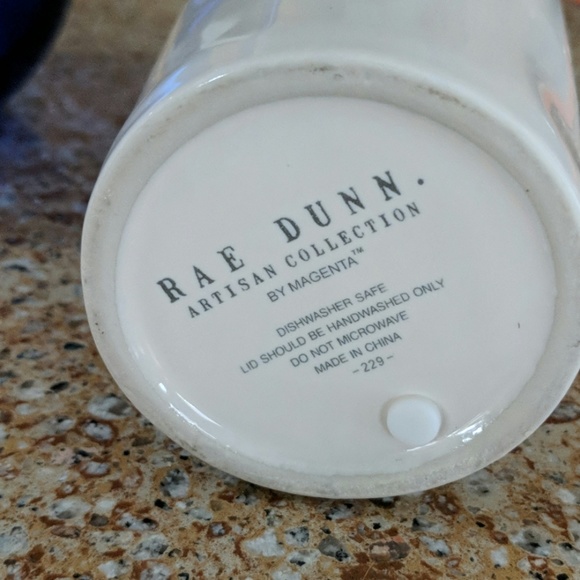 RAE DUNN.
ARTISAN COLLECTION
BY MAGENTA™
DISHWASHER SAFE
LID SHOULD BE HANDWASHED ONLY
DO NOT MICROWAVE
MADE IN CHINA
-229-